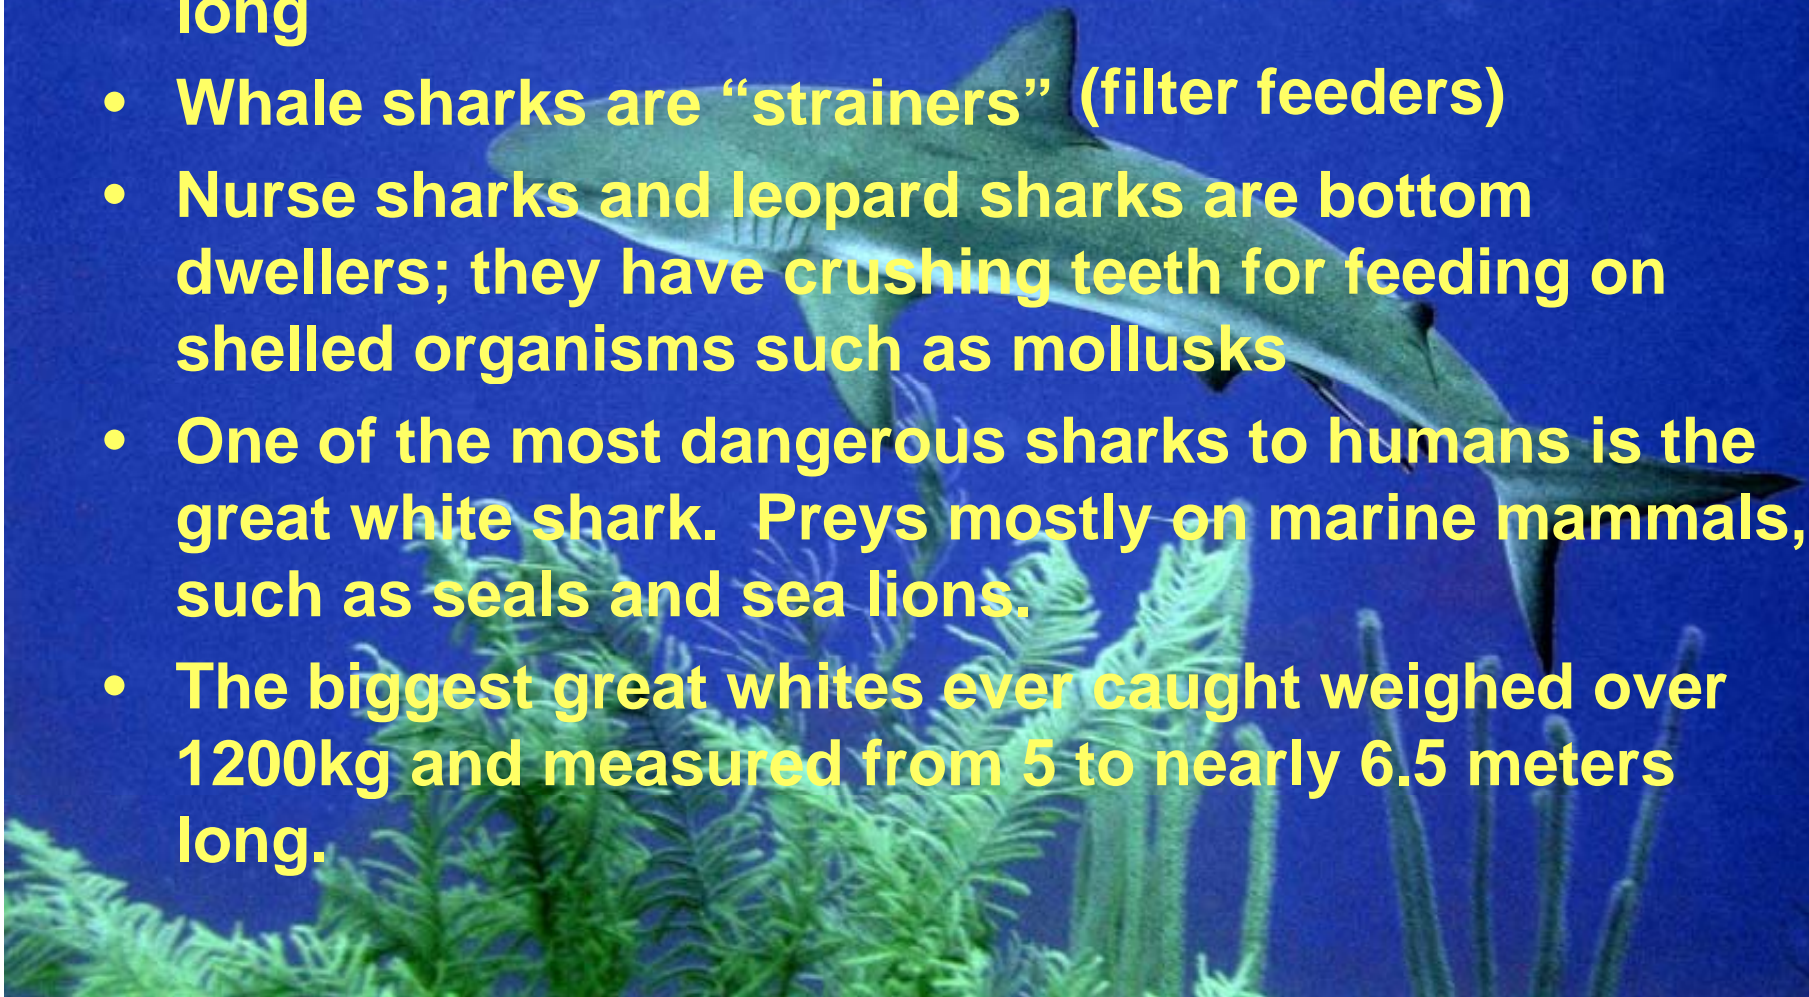 long
• Whale sharks are “strainers” (filter feeders)
• Nurse sharks and leopard sharks are bottom
dwellers; they have crushing teeth for feeding on
shelled organisms such as mollusks
• One of the most dangerous sharks to humans is the
great white shark.  Preys mostly on marine mammals,
such as seals and sea lions.
• The biggest great whites ever caught weighed over
1200kg and measured from 5 to nearly 6.5 meters
long.